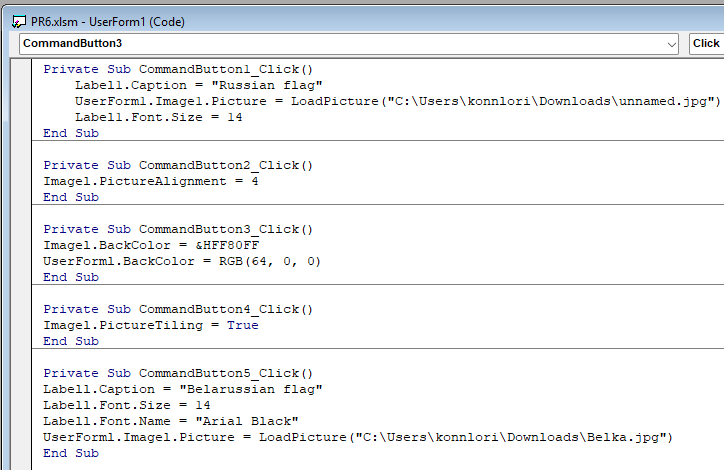 PR6.xlsm - UserForm1 (Code)
CommandButton3 Click
Private Sub CommandButton1_Click()
Label1.Caption = "Russian flag"
UserForm1.Image1.Picture = LoadPicture("C:\Users\konnlori\Downloads\unnamed.jpg")
Label1.Font.Size = 14
End Sub
Private Sub CommandButton2_Click()
Image1.PictureAlignment = 4
End Sub
Private Sub CommandButton3_Click()
Image1.BackColor = &HFF80FF
UserForm1.BackColor = RGB(64, 0, 0)
End Sub
Private Sub CommandButton4_Click()
Image1.PictureTiling = True
End Sub
Private Sub CommandButton5_Click()
Label1.Caption = "Belarussian flag"
Label1.Font.Size = 14
Label1.Font.Name = "Arial Black"
UserForm1.Image1.Picture = LoadPicture("C:\Users\konnlori\Downloads\Belka.jpg")
End Sub